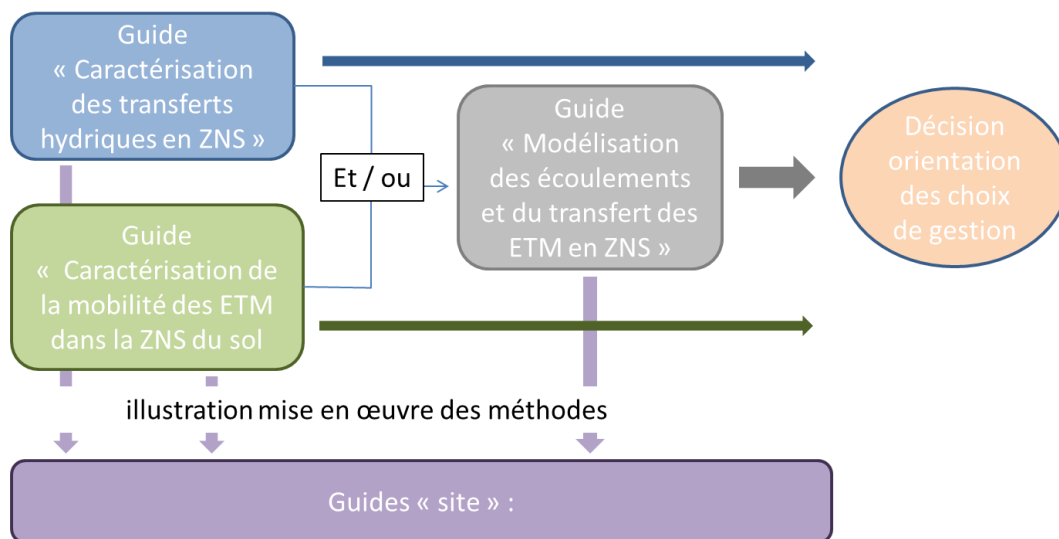 Guide
« Caractérisation
des transferts
hydriques en ZNS »
Guide
«  Caractérisation de
la mobilité des ETM
dans la ZNS du sol
Et / ou
Guide
« Modélisation
des écoulements
et du transfert des
ETM en ZNS »
Décision
orientation
des choix
de gestion
illustration mise en œuvre des méthodes
Guides « site » :